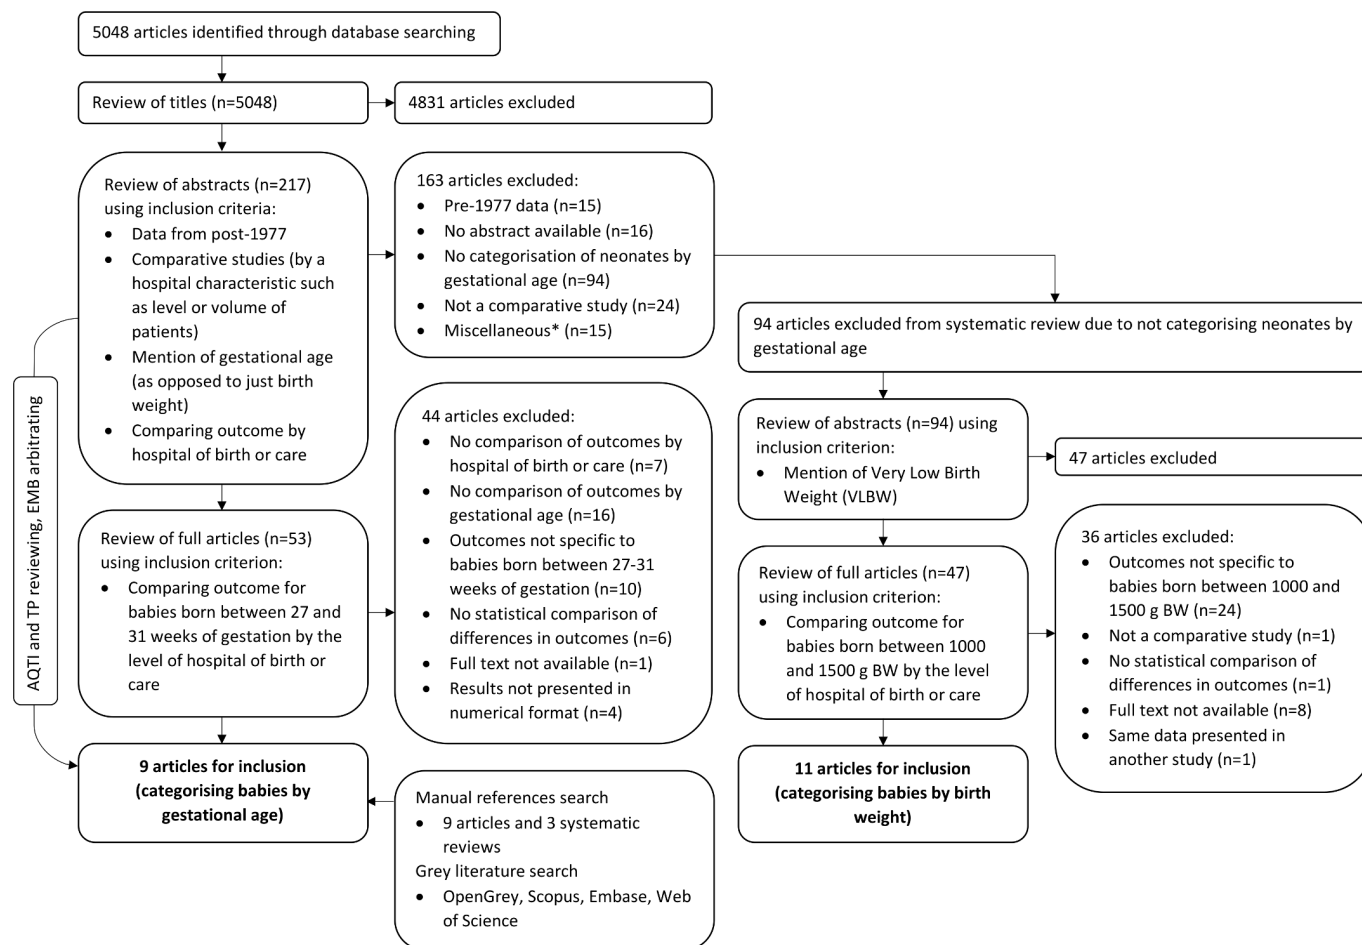 5048 articles identified through database searching
Review of titles (n=5048)
4831 articles excluded
Review of abstracts (n=217)
using inclusion criteria:
• Data from post-1977
• Comparative studies (by a
hospital characteristic such
as level or volume of
patients)
• Mention of gestational age
(as opposed to just birth
weight)
• Comparing outcome by
hospital of birth or care
163 articles excluded:
• Pre-1977 data (n=15)
• No abstract available (n=16)
• No categorisation of neonates by
gestational age (n=94)
• Not a comparative study (n=24)
• Miscellaneous* (n=15)
94 articles excluded from systematic review due to not categorising neonates by
gestational age
AQTI and TP reviewing, EMB arbitrating
44 articles excluded:
• No comparison of outcomes by
hospital of birth or care (n=7)
• No comparison of outcomes by
gestational age (n=16)
• Outcomes not specific to
babies born between 27-31
weeks of gestation (n=10)
• No statistical comparison of
differences in outcomes (n=6)
• Full text not available (n=1)
• Results not presented in
numerical format (n=4)
Review of abstracts (n=94) using
inclusion criterion:
• Mention of Very Low Birth
Weight (VLBW)
47 articles excluded
Review of full articles (n=53)
using inclusion criterion:
• Comparing outcome for
babies born between 27 and
31 weeks of gestation by the
level of hospital of birth or
care
Review of full articles (n=47)
using inclusion criterion:
• Comparing outcome for
babies born between 1000
and 1500 g BW by the level
of hospital of birth or care
36 articles excluded:
• Outcomes not specific to
babies born between 1000 and
1500 g BW (n=24)
• Not a comparative study (n=1)
• No statistical comparison of
differences in outcomes (n=1)
• Full text not available (n=8)
• Same data presented in
another study (n=1)
9 articles for inclusion
(categorising babies by
gestational age)
11 articles for inclusion
(categorising babies by birth
weight)
Manual references search
• 9 articles and 3 systematic
reviews
Grey literature search
• OpenGrey, Scopus, Embase, Web
of Science